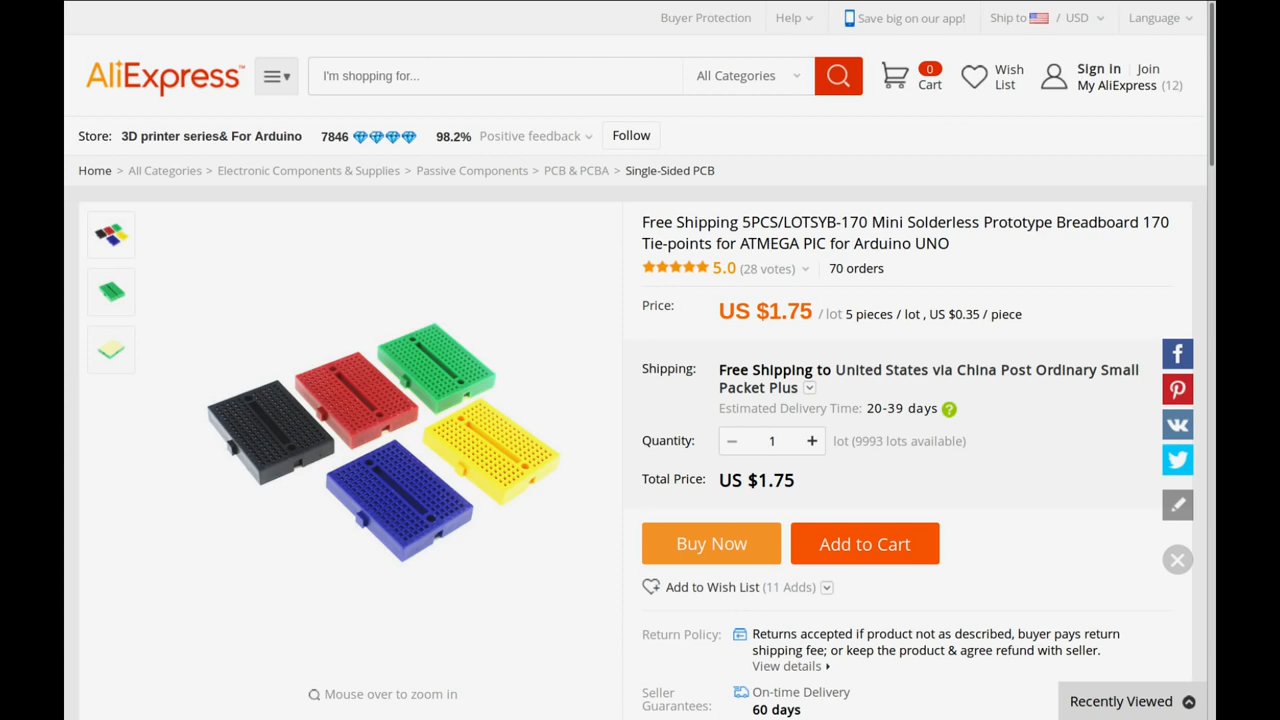 Buyer Protection Help Save big on our app! Ship to / USD Language
AliExpress™ I'm shopping for... All Categories 0 Cart Wish List Sign In Join My AliExpress (12)
Store: 3D printer series& For Arduino 7846 98.2% Positive feedback Follow
Home > All Categories > Electronic Components & Supplies > Passive Components > PCB & PCBA > Single-Sided PCB
Free Shipping 5PCS/LOTSYB-170 Mini Solderless Prototype Breadboard 170
Tie-points for ATMEGA PIC for Arduino UNO
5.0 (28 votes) 70 orders
Price: US $1.75 / lot 5 pieces / lot , US $0.35 / piece
Shipping: Free Shipping to United States via China Post Ordinary Small
Packet Plus
Estimated Delivery Time: 20-39 days ?
Quantity: − 1 + lot (9993 lots available)
Total Price: US $1.75
Buy Now Add to Cart
Add to Wish List (11 Adds)
Return Policy: Returns accepted if product not as described, buyer pays return
shipping fee; or keep the product & agree refund with seller.
View details
Mouse over to zoom in
Seller Guarantees: On-time Delivery
60 days
Recently Viewed